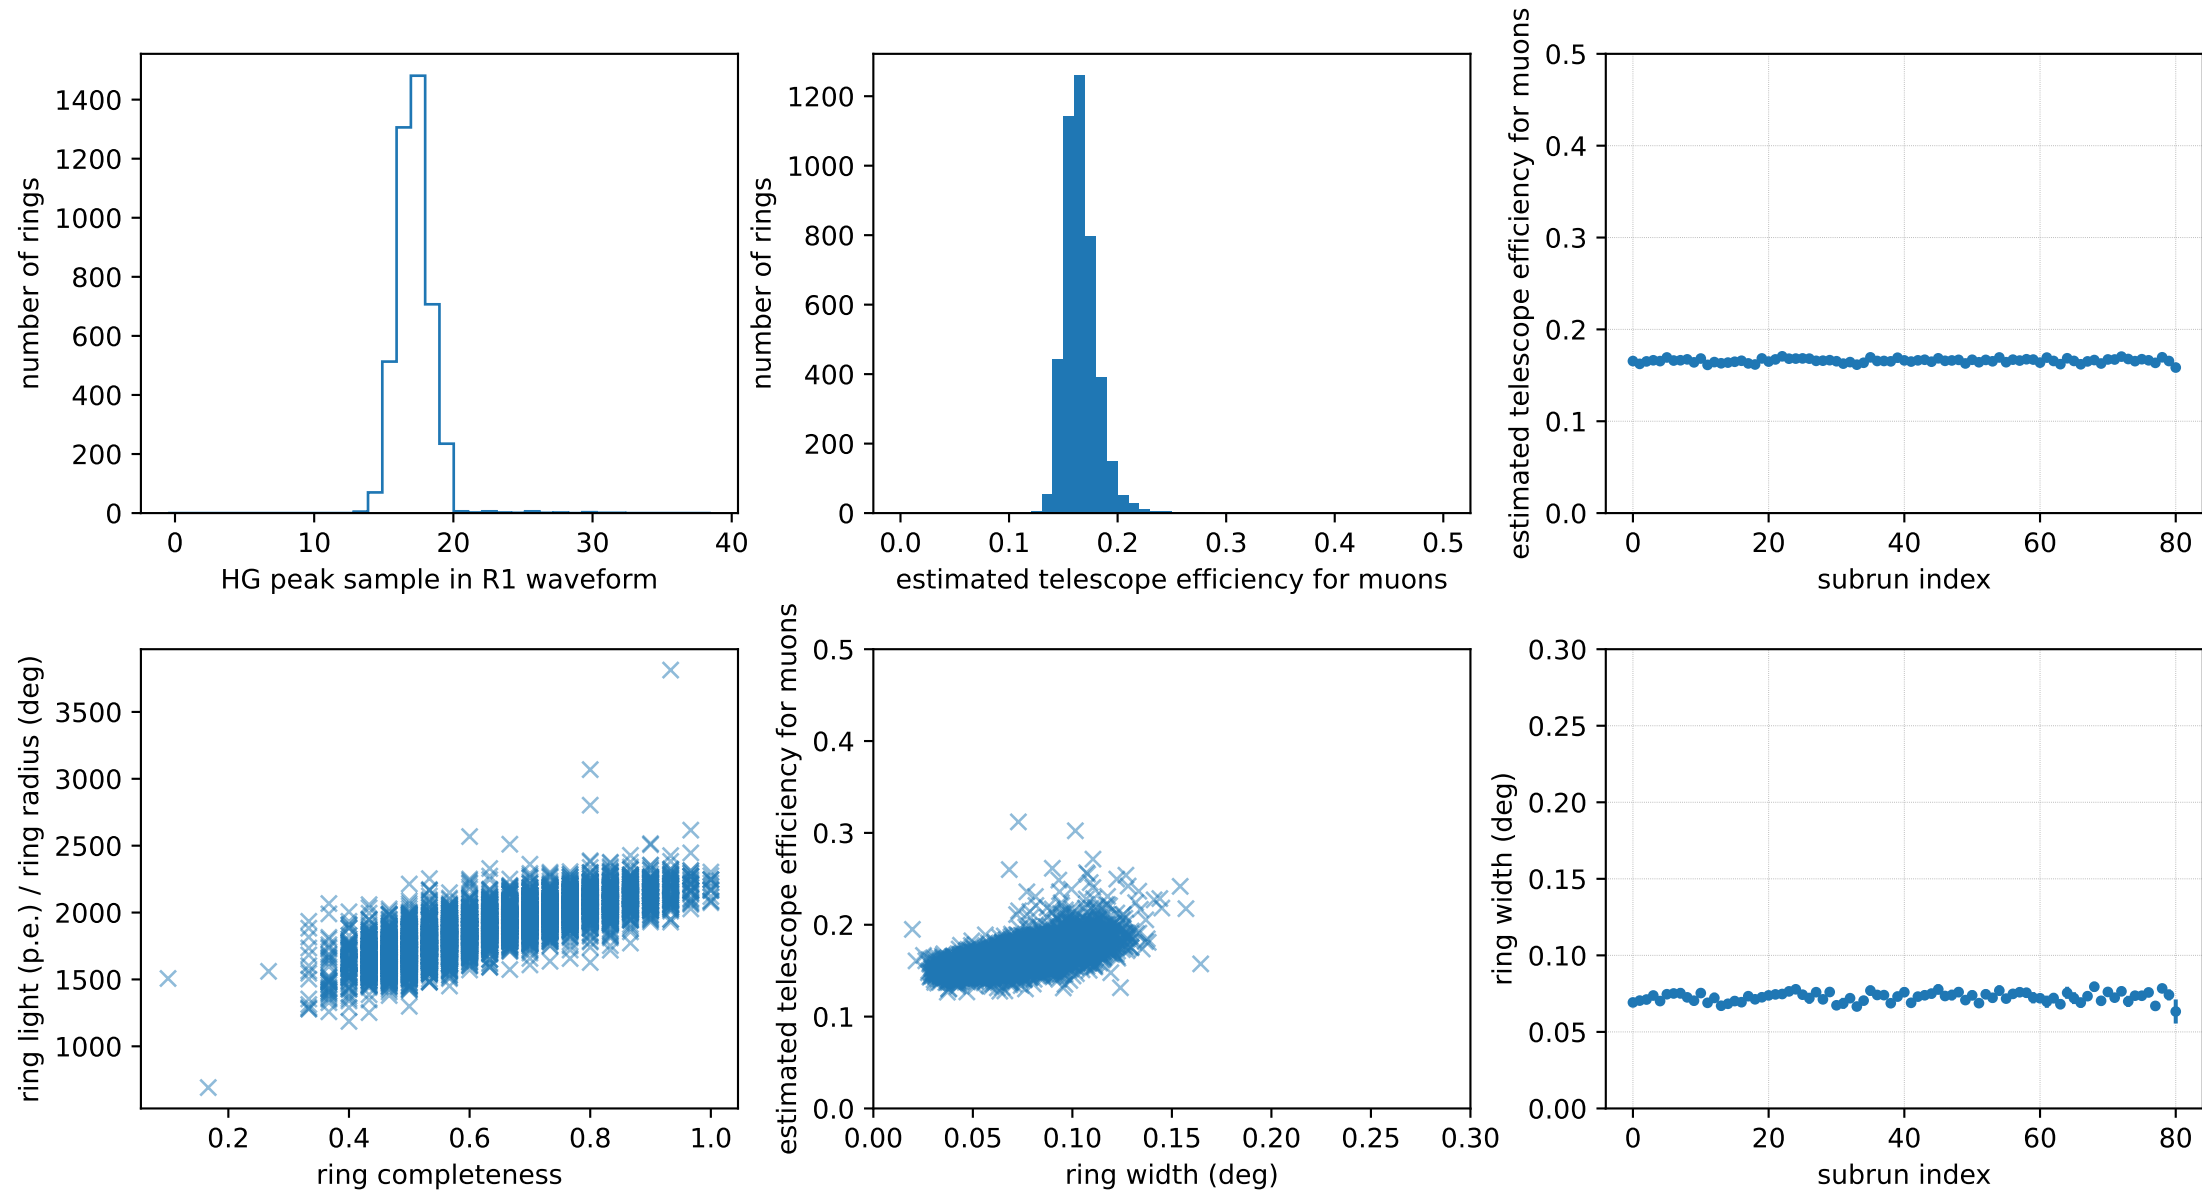 number of rings
1400
1200
1000
800
600
400
200
0
0 10 20 30 40
HG peak sample in R1 waveform
number of rings
1200
1000
800
600
400
200
0
0.0 0.1 0.2 0.3 0.4 0.5
estimated telescope efficiency for muons
estimated telescope efficiency for muons
0.5
0.4
0.3
0.2
0.1
0.0
0 20 40 60 80
subrun index
ring light (p.e.) / ring radius (deg)
3500
3000
2500
2000
1500
1000
0.2 0.4 0.6 0.8 1.0
ring completeness
estimated telescope efficiency for muons
0.5
0.4
0.3
0.2
0.1
0.0
0.00 0.05 0.10 0.15 0.20 0.25 0.30
ring width (deg)
ring width (deg)
0.30
0.25
0.20
0.15
0.10
0.05
0.00
0 20 40 60 80
subrun index